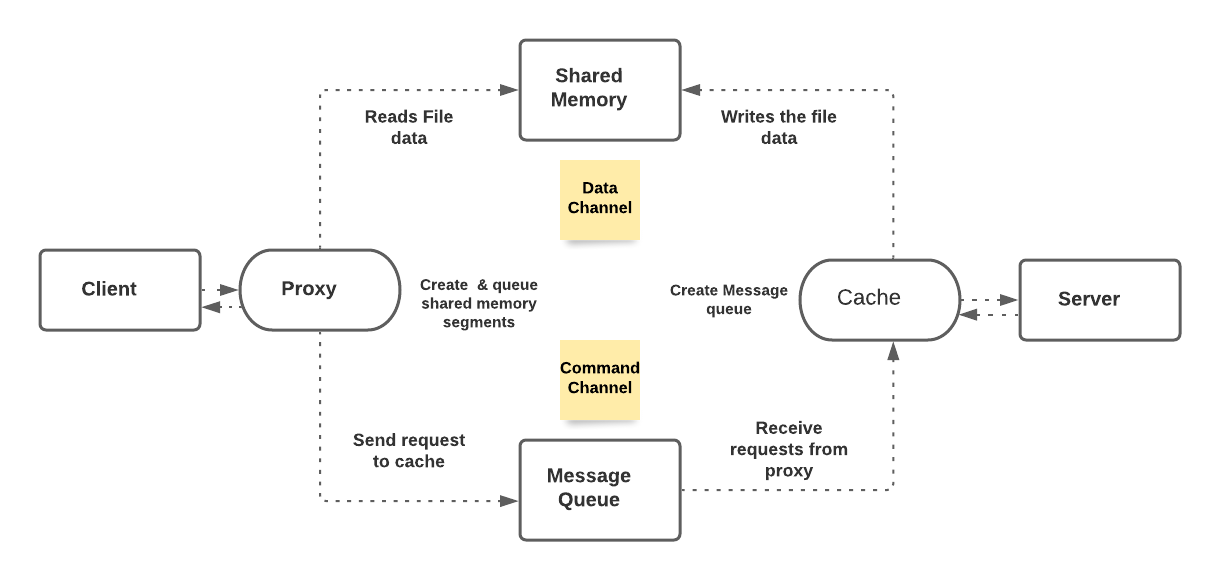 Shared
Memory
Reads File
data
Writes the file
data
Data
Channel
Client
Proxy
Create  & queue
shared memory
segments
Create Message
queue
Cache
Server
Command
Channel
Send request
to cache
Message
Queue
Receive
requests from
proxy